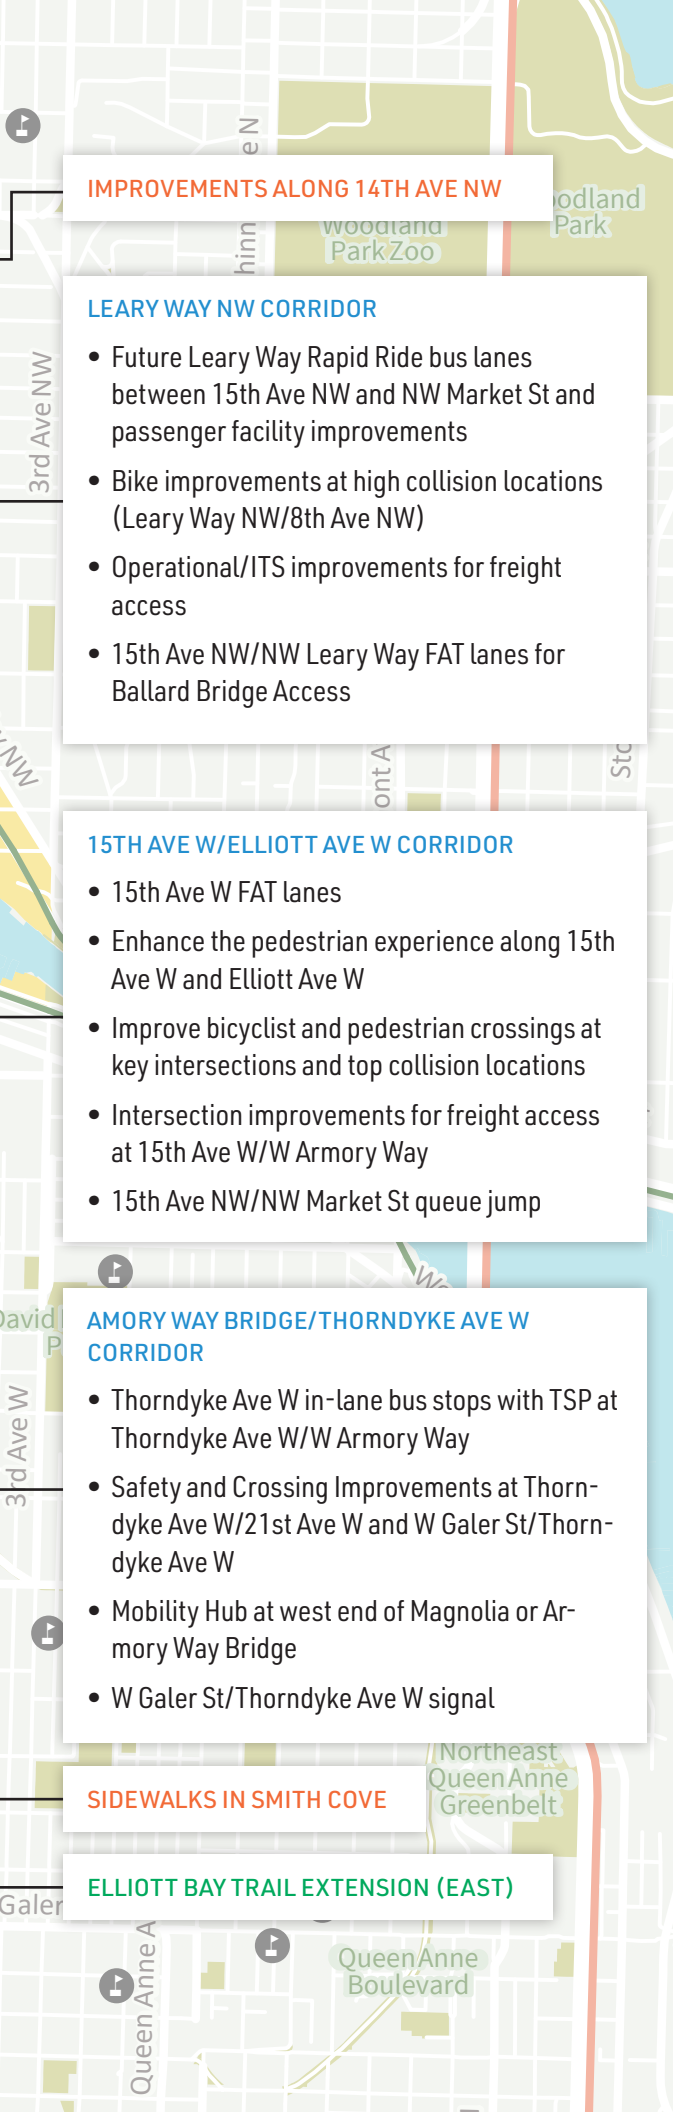 IMPROVEMENTS ALONG 14TH AVE NW
Woodland
Park Zoo
Park
3rd Ave NW
LEARY WAY NW CORRIDOR
• Future Leary Way Rapid Ride bus lanes
between 15th Ave NW and NW Market St and
passenger facility improvements
• Bike improvements at high collision locations
(Leary Way NW/8th Ave NW)
• Operational/ITS improvements for freight
access
• 15th Ave NW/NW Leary Way FAT lanes for
Ballard Bridge Access
NW
15TH AVE W/ELLIOTT AVE W CORRIDOR
• 15th Ave W FAT lanes
• Enhance the pedestrian experience along 15th
Ave W and Elliott Ave W
• Improve bicyclist and pedestrian crossings at
key intersections and top collision locations
• Intersection improvements for freight access
at 15th Ave W/W Armory Way
• 15th Ave NW/NW Market St queue jump
David
3rd Ave W
AMORY WAY BRIDGE/THORNDYKE AVE W
CORRIDOR
• Thorndyke Ave W in-lane bus stops with TSP at
Thorndyke Ave W/W Armory Way
• Safety and Crossing Improvements at Thorn-
dyke Ave W/21st Ave W and W Galer St/Thorn-
dyke Ave W
• Mobility Hub at west end of Magnolia or Ar-
mory Way Bridge
• W Galer St/Thorndyke Ave W signal
Northeast
Queen Anne
Greenbelt
SIDEWALKS IN SMITH COVE
ELLIOTT BAY TRAIL EXTENSION (EAST)
Galer
Queen Anne A
Queen Anne
Boulevard